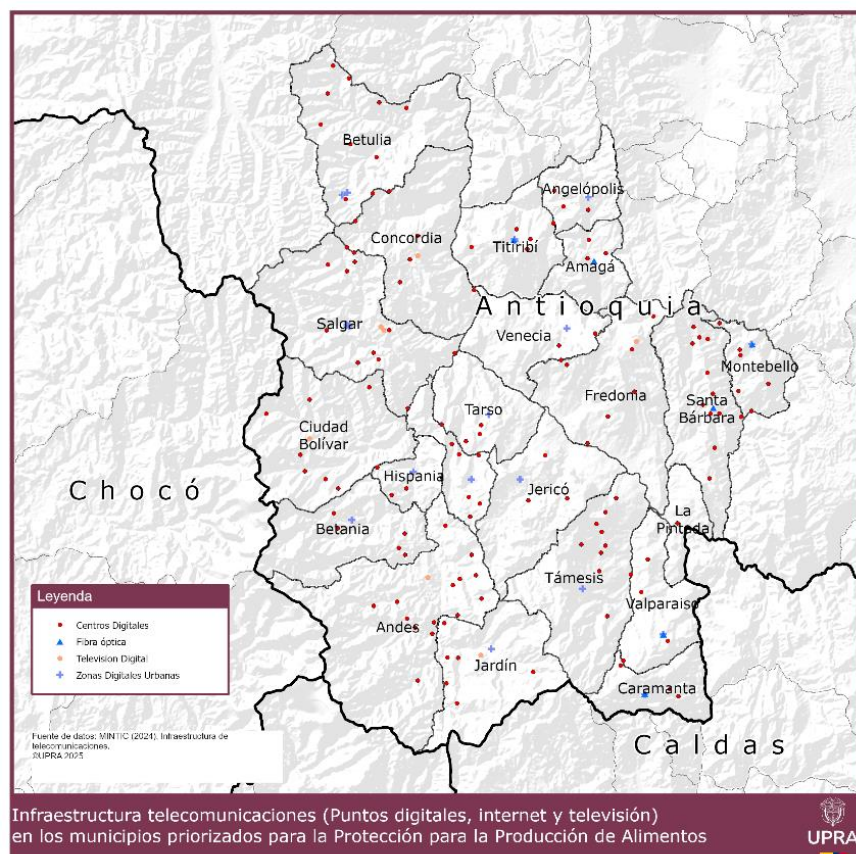 Betulia
Angelópolis
Concordia
Titiribí
Amagá
Antioquia
Salgar
Venecia
Montebello
Fredonia
Santa
Bárbara
Tarso
Ciudad
Bolívar
Hispania
Jericó
Chocó
La
Pintada
Betania
Támesis
Valparaiso
Andes
Jardín
Caramanta
Caldas
Leyenda
Centros Digitales
Fibra óptica
Television Digital
Zonas Digitales Urbanas
Fuente de datos: MINTIC (2024). Infraestructura de
telecomunicaciones.
©UPRA 2025
Infraestructura telecomunicaciones (Puntos digitales, internet y televisión)
en los municipios priorizados para la Protección para la Producción de Alimentos
UPRA